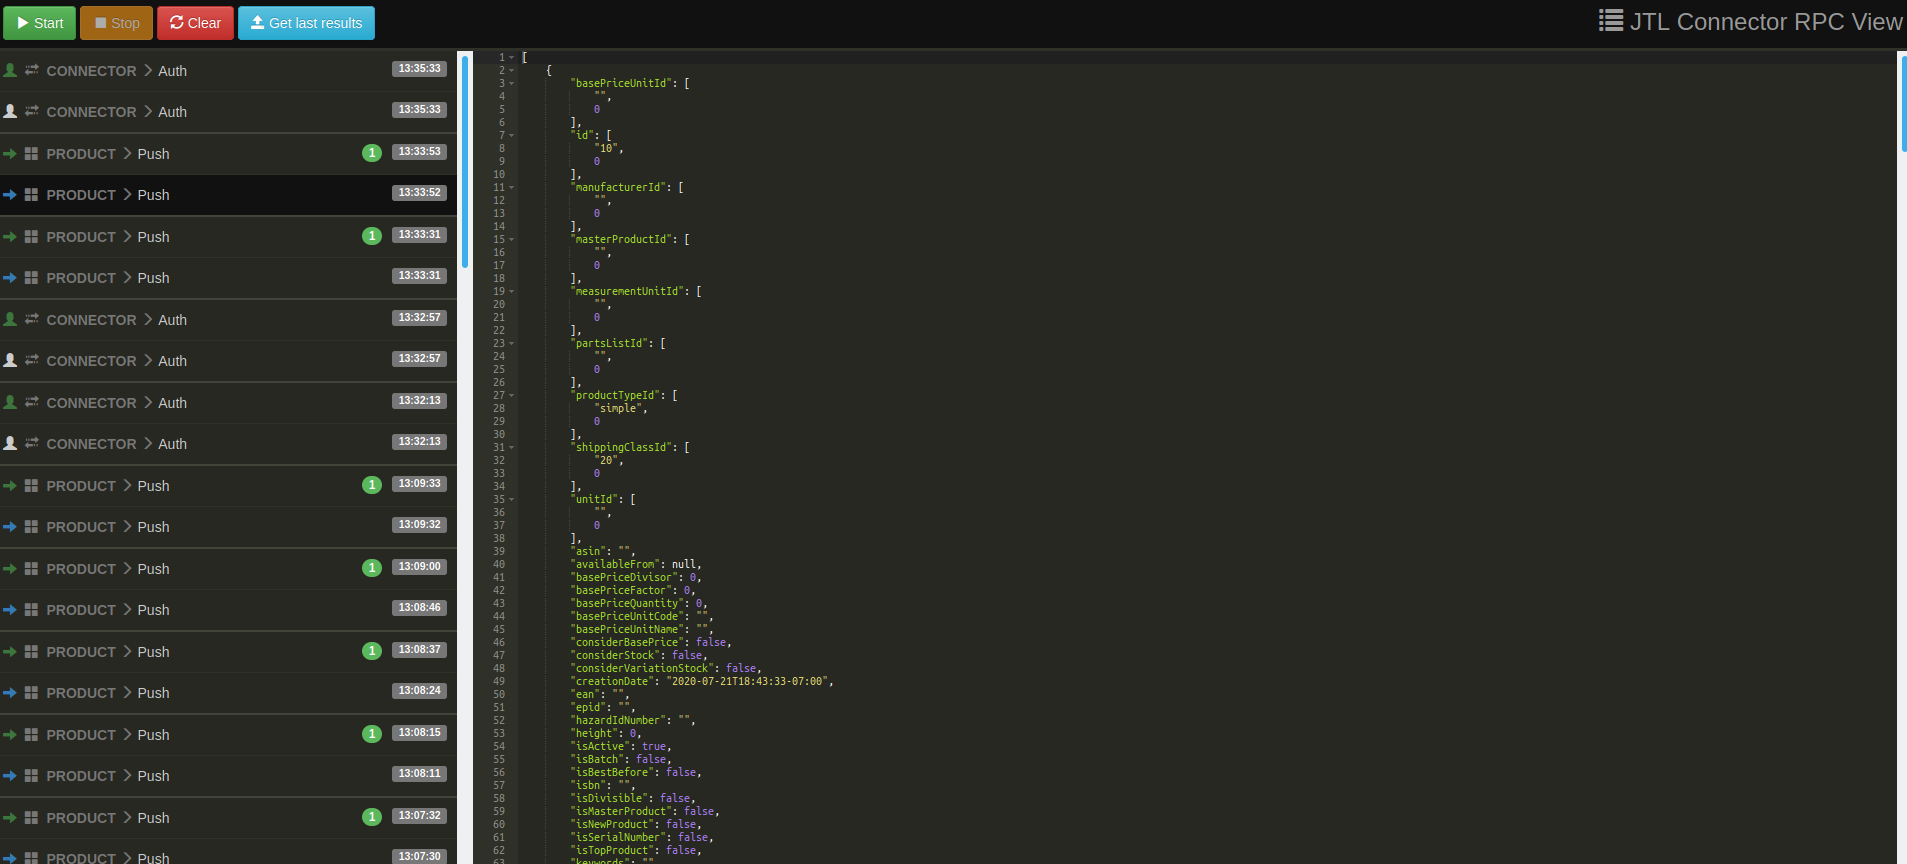 Start Stop Clear Get last results JTL Connector RPC View
CONNECTOR > Auth 13:35:33
CONNECTOR > Auth 13:35:33
PRODUCT > Push 1 13:33:53
PRODUCT > Push 13:33:52
PRODUCT > Push 1 13:33:31
PRODUCT > Push 13:33:31
CONNECTOR > Auth 13:32:57
CONNECTOR > Auth 13:32:57
CONNECTOR > Auth 13:32:13
CONNECTOR > Auth 13:32:13
PRODUCT > Push 1 13:09:33
PRODUCT > Push 13:09:32
PRODUCT > Push 1 13:09:00
PRODUCT > Push 13:08:46
PRODUCT > Push 1 13:08:37
PRODUCT > Push 13:08:24
PRODUCT > Push 1 13:08:15
PRODUCT > Push 13:08:11
PRODUCT > Push 1 13:07:32
PRODUCT > Push 13:07:30
1 [
2 {
3 "basePriceUnitId": [
4 "",
5 0
6 ],
7 "id": [
8 "10",
9 0
10 ],
11 "manufacturerId": [
12 "",
13 0
14 ],
15 "masterProductId": [
16 "",
17 0
18 ],
19 "measurementUnitId": [
20 "",
21 0
22 ],
23 "partsListId": [
24 "",
25 0
26 ],
27 "productTypeId": [
28 "simple",
29 0
30 ],
31 "shippingClassId": [
32 "20",
33 0
34 ],
35 "unitId": [
36 "",
37 0
38 ],
39 "asin": "",
40 "availableFrom": null,
41 "basePriceDivisor": 0,
42 "basePriceFactor": 0,
43 "basePriceQuantity": 0,
44 "basePriceUnitCode": "",
45 "basePriceUnitName": "",
46 "considerBasePrice": false,
47 "considerStock": false,
48 "considerVariationStock": false,
49 "creationDate": "2020-07-21T18:43:33-07:00",
50 "ean": "",
51 "epid": "",
52 "hazardIdNumber": "",
53 "height": 0,
54 "isActive": true,
55 "isBatch": false,
56 "isBestBefore": false,
57 "isbn": "",
58 "isDivisible": false,
59 "isMasterProduct": false,
60 "isNewProduct": false,
61 "isSerialNumber": false,
62 "isTopProduct": false,
63 "keywords": ""